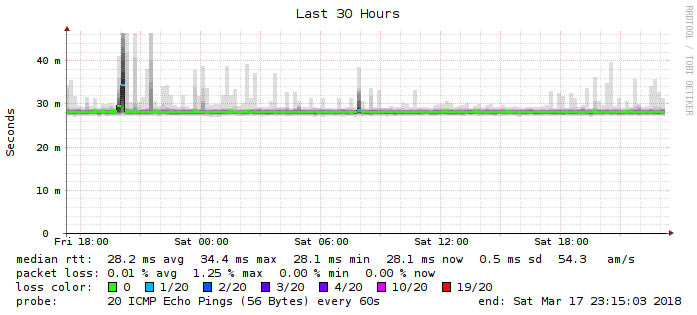 Last 30 Hours
RRDTOOL / TOBI OETIKER
Seconds
40 m
30 m
20 m
10 m
0
Fri 18:00 Sat 00:00 Sat 06:00 Sat 12:00 Sat 18:00
median rtt: 28.2 ms avg 34.4 ms max 28.1 ms min 28.1 ms now 0.5 ms sd 54.3 am/s
packet loss: 0.01 % avg 1.25 % max 0.00 % min 0.00 % now
loss color: 0 1/20 2/20 3/20 4/20 10/20 19/20
probe: 20 ICMP Echo Pings (56 Bytes) every 60s end: Sat Mar 17 23:15:03 2018